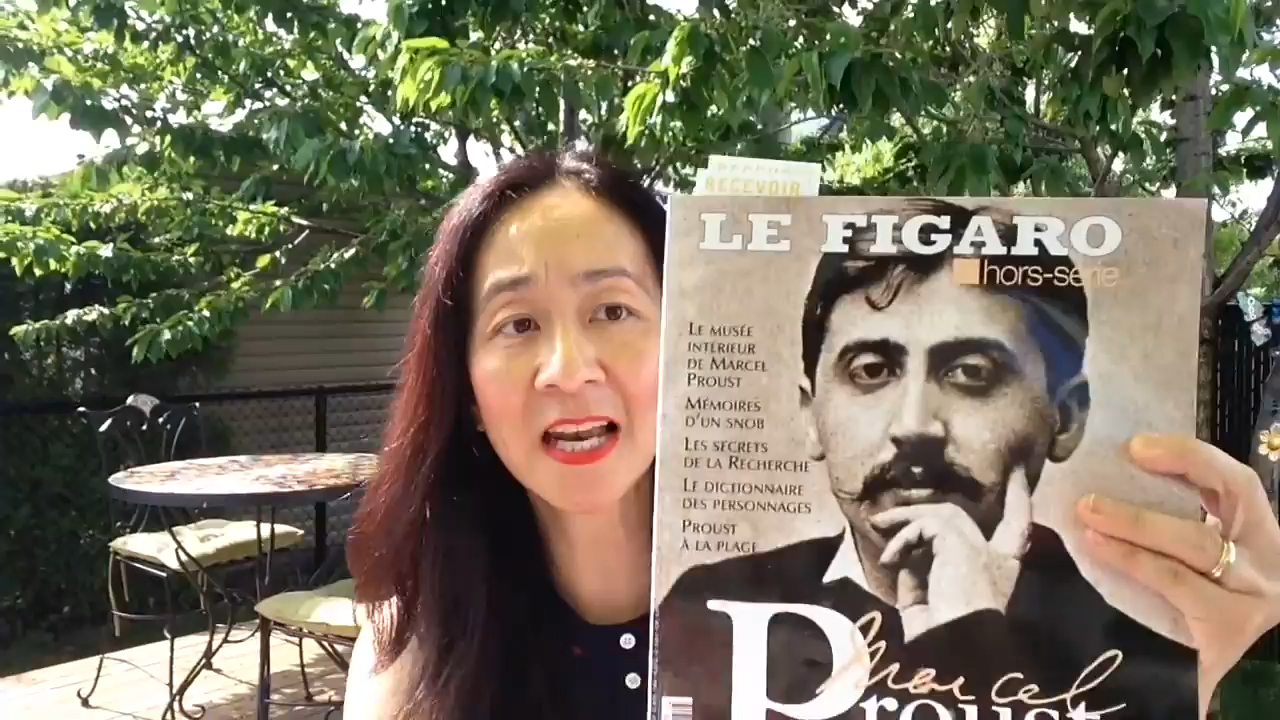 RECEVOIR
LE FIGARO
hors-série
LE MUSÉE
INTÉRIEUR
DE MARCEL
PROUST
MÉMOIRES
D'UN SNOB
LES SECRETS
DE LA RECHERCHE
LE DICTIONNAIRE
DES PERSONNAGES
PROUST
À LA PLAGE
Marcel
Proust